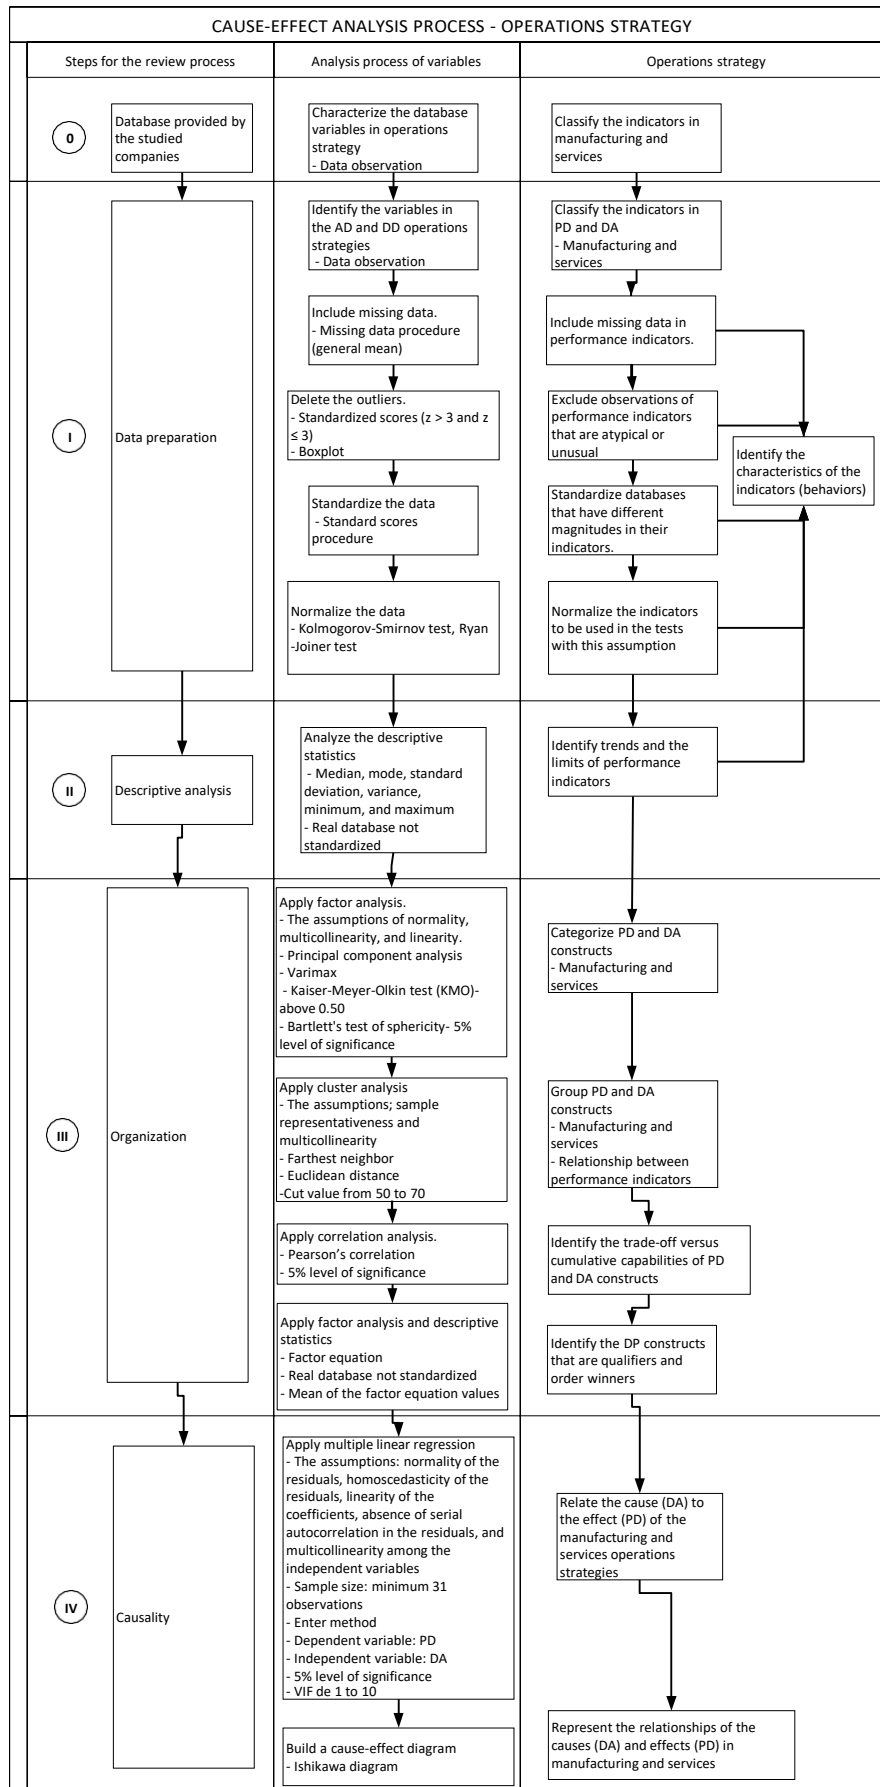 CAUSE-EFFECT ANALYSIS PROCESS - OPERATIONS STRATEGY
Steps for the review process
Analysis process of variables
Operations strategy
0
Database provided by
the studied
companies
Characterize the database
variables in operations
strategy
- Data observation
Classify the indicators in
manufacturing and
services
I
Data preparation
Identify the variables in
the AD and DD operations
strategies
- Data observation
Classify the indicators in
PD and DA
- Manufacturing and
services
Include missing data.
- Missing data procedure
(general mean)
Include missing data in
performance indicators.
Delete the outliers.
- Standardized scores (z > 3 and z
≤ 3)
- Boxplot
Exclude observations of
performance indicators
that are atypical or
unusual
Identify the
characteristics of the
indicators (behaviors)
Standardize the data
- Standard scores
procedure
Standardize databases
that have different
magnitudes in their
indicators.
Normalize the data
- Kolmogorov-Smirnov test, Ryan
-Joiner test
Normalize the indicators
to be used in the tests
with this assumption
II
Descriptive analysis
Analyze the descriptive
statistics
- Median, mode, standard
deviation, variance,
minimum, and maximum
- Real database not
standardized
Identify trends and the
limits of performance
indicators
III
Organization
Apply factor analysis.
- The assumptions of normality,
multicollinearity, and linearity.
- Principal component analysis
- Varimax
- Kaiser-Meyer-Olkin test (KMO)-
above 0.50
- Bartlett's test of sphericity- 5%
level of significance
Categorize PD and DA
constructs
- Manufacturing and
services
Apply cluster analysis
- The assumptions; sample
representativeness and
multicollinearity
- Farthest neighbor
- Euclidean distance
-Cut value from 50 to 70
Group PD and DA
constructs
- Manufacturing and
services
- Relationship between
performance indicators
Apply correlation analysis.
- Pearson's correlation
- 5% level of significance
Identify the trade-off versus
cumulative capabilities of PD
and DA constructs
Apply factor analysis and descriptive
statistics
- Factor equation
- Real database not standardized
- Mean of the factor equation values
Identify the DP constructs
that are qualifiers and
order winners
IV
Causality
Apply multiple linear regression
- The assumptions: normality of the
residuals, homoscedasticity of the
residuals, linearity of the
coefficients, absence of serial
autocorrelation in the residuals, and
multicollinearity among the
independent variables
- Sample size: minimum 31
observations
- Enter method
- Dependent variable: PD
- Independent variable: DA
- 5% level of significance
- VIF de 1 to 10
Relate the cause (DA) to
the effect (PD) of the
manufacturing and
services operations
strategies
Build a cause-effect diagram
- Ishikawa diagram
Represent the relationships of the
causes (DA) and effects (PD) in
manufacturing and services